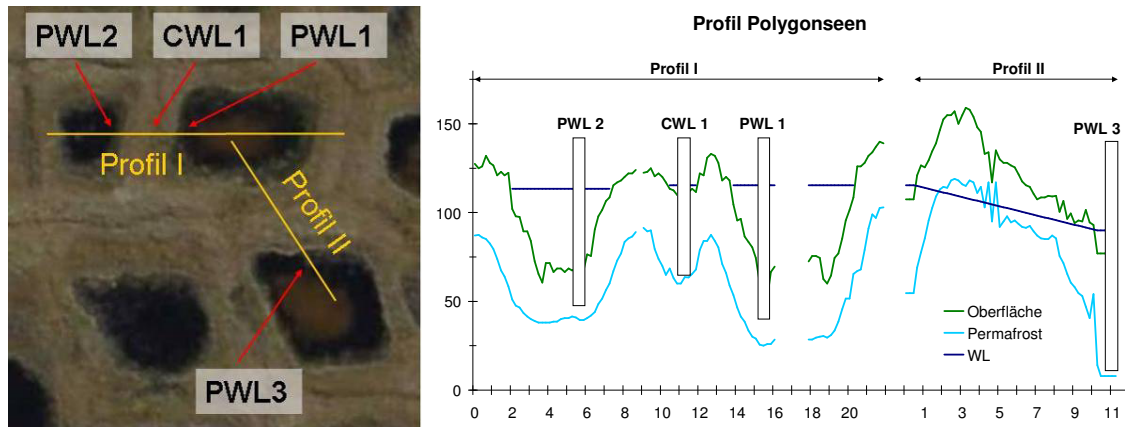 PWL2 CWL1 PWL1
Profil I
Profil II
PWL3
Profil Polygonseen
Profil I Profil II
PWL 2 CWL 1 PWL 1 PWL 3
150
100
50
0
Oberfläche
Permafrost
WL
0 2 4 6 8 10 12 14 16 18 20 1 3 5 7 9 11